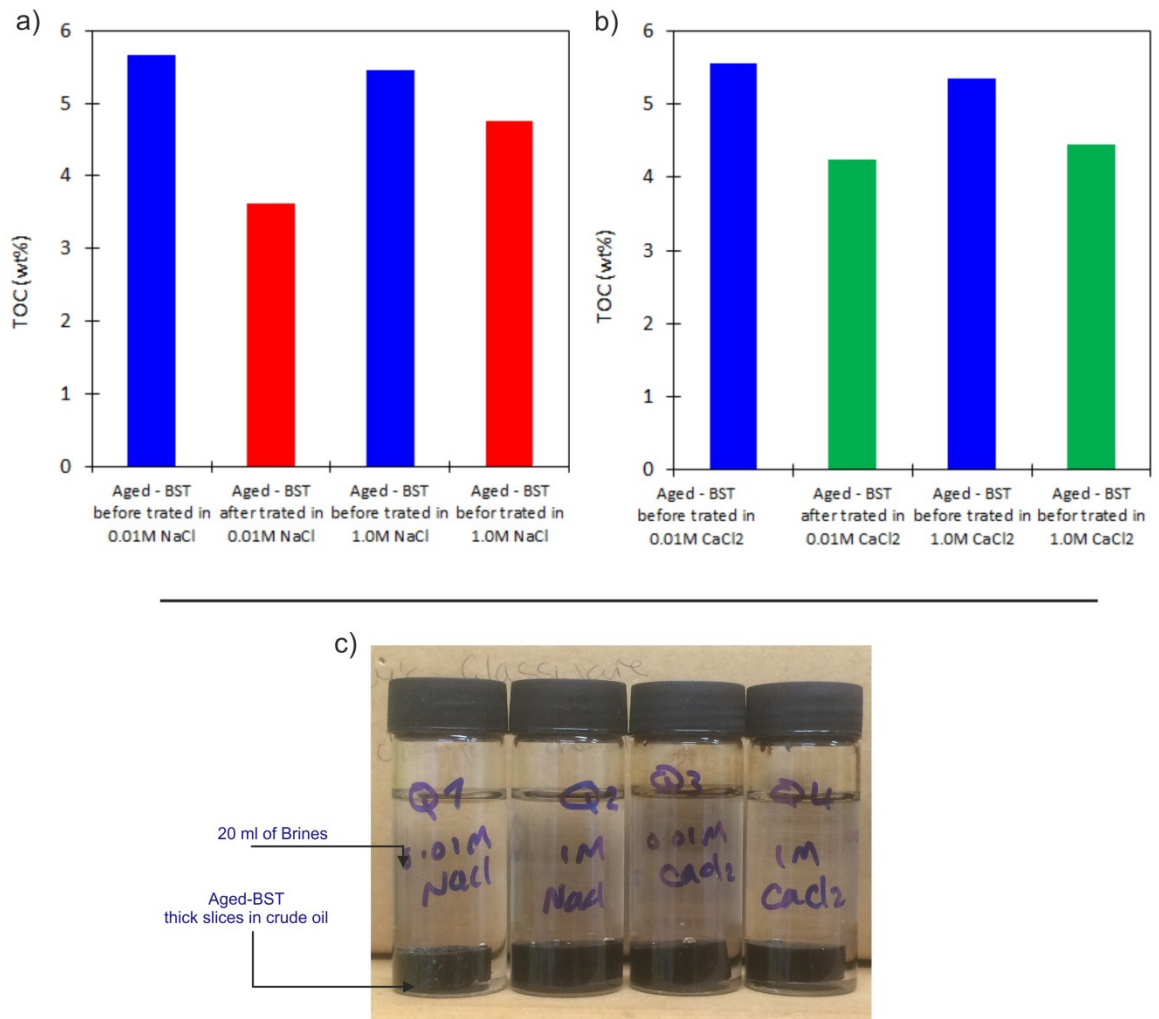 a)
6
5
4
3
2
1
0
TOC (wt%)
Aged - BST
before trated in
0.01M NaCl
Aged - BST
after trated in
0.01M NaCl
Aged - BST
before trated in
1.0M NaCl
Aged - BST
befor trated in
1.0M NaCl
b)
6
5
4
3
2
1
0
TOC (wt%)
Aged - BST
before trated in
0.01M CaCl2
Aged - BST
after trated in
0.01M CaCl2
Aged - BST
before trated in
1.0M CaCl2
Aged - BST
befor trated in
1.0M CaCl2
c)
Glassware
Q1
0.01M
Nacl
Q2
1M
Nacl
Q3
0.01M
Cacl2
Q4
1M
Cacl2
20 ml of Brines
Aged-BST
thick slices in crude oil